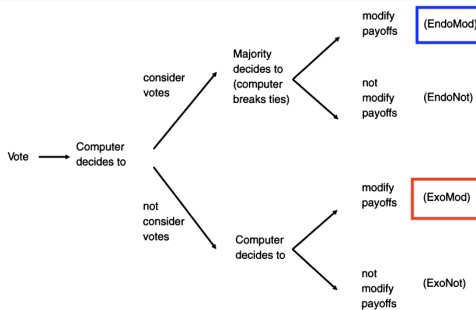 Vote
Computer
decides to
consider
votes
not
consider
votes
Majority
decides to
(computer
breaks ties)
modify
payoffs
(EndoMod)
not
modify
payoffs
(EndoNot)
Computer
decides to
modify
payoffs
(ExoMod)
not
modify
payoffs
(ExoNot)